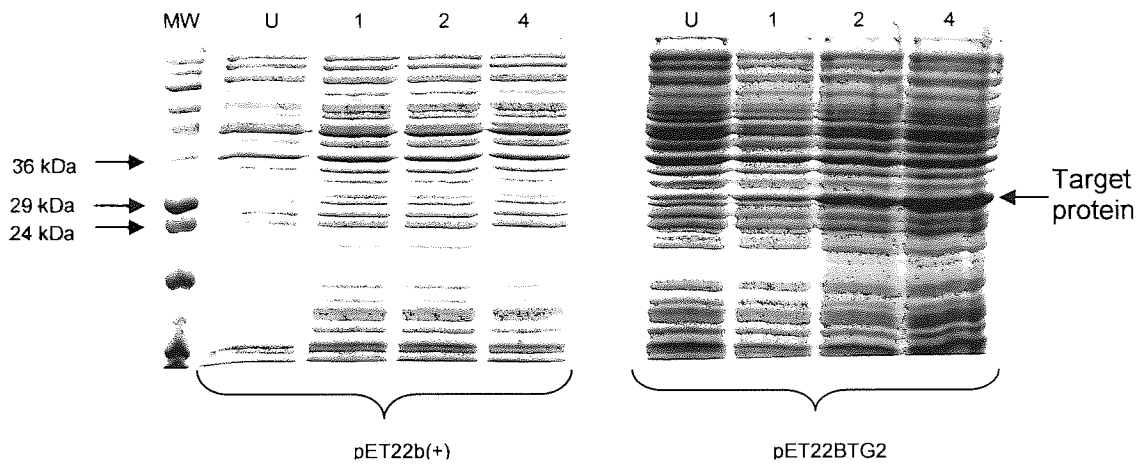 MW U 1 2 4 U 1 2 4
36 kDa
29 kDa
24 kDa
Target
protein
pET22b(+) pET22BTG2